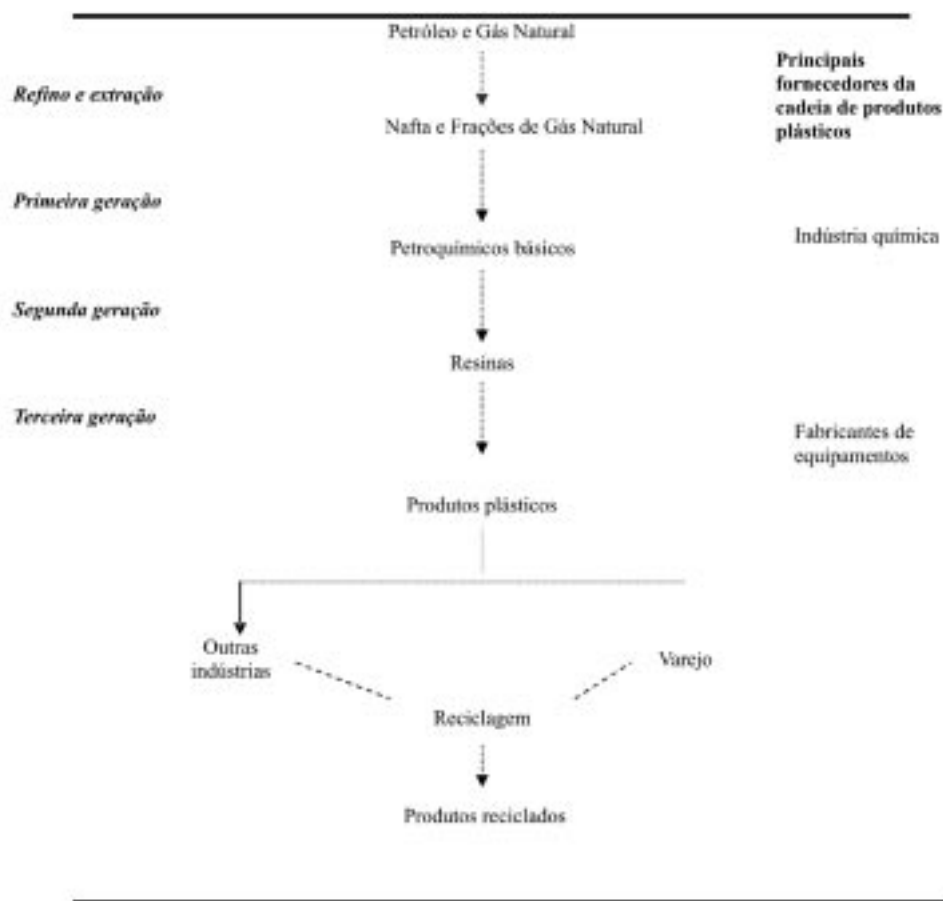 Petróleo e Gás Natural
Principais
fornecedores da
cadeia de produtos
plásticos
Refino e extração
Nafta e Frações de Gás Natural
Primeira geração
Indústria química
Petroquímicos básicos
Segunda geração
Resinas
Terceira geração
Fabricantes de
equipamentos
Produtos plásticos
Outras
indústrias
Varejo
Reciclagem
Produtos reciclados